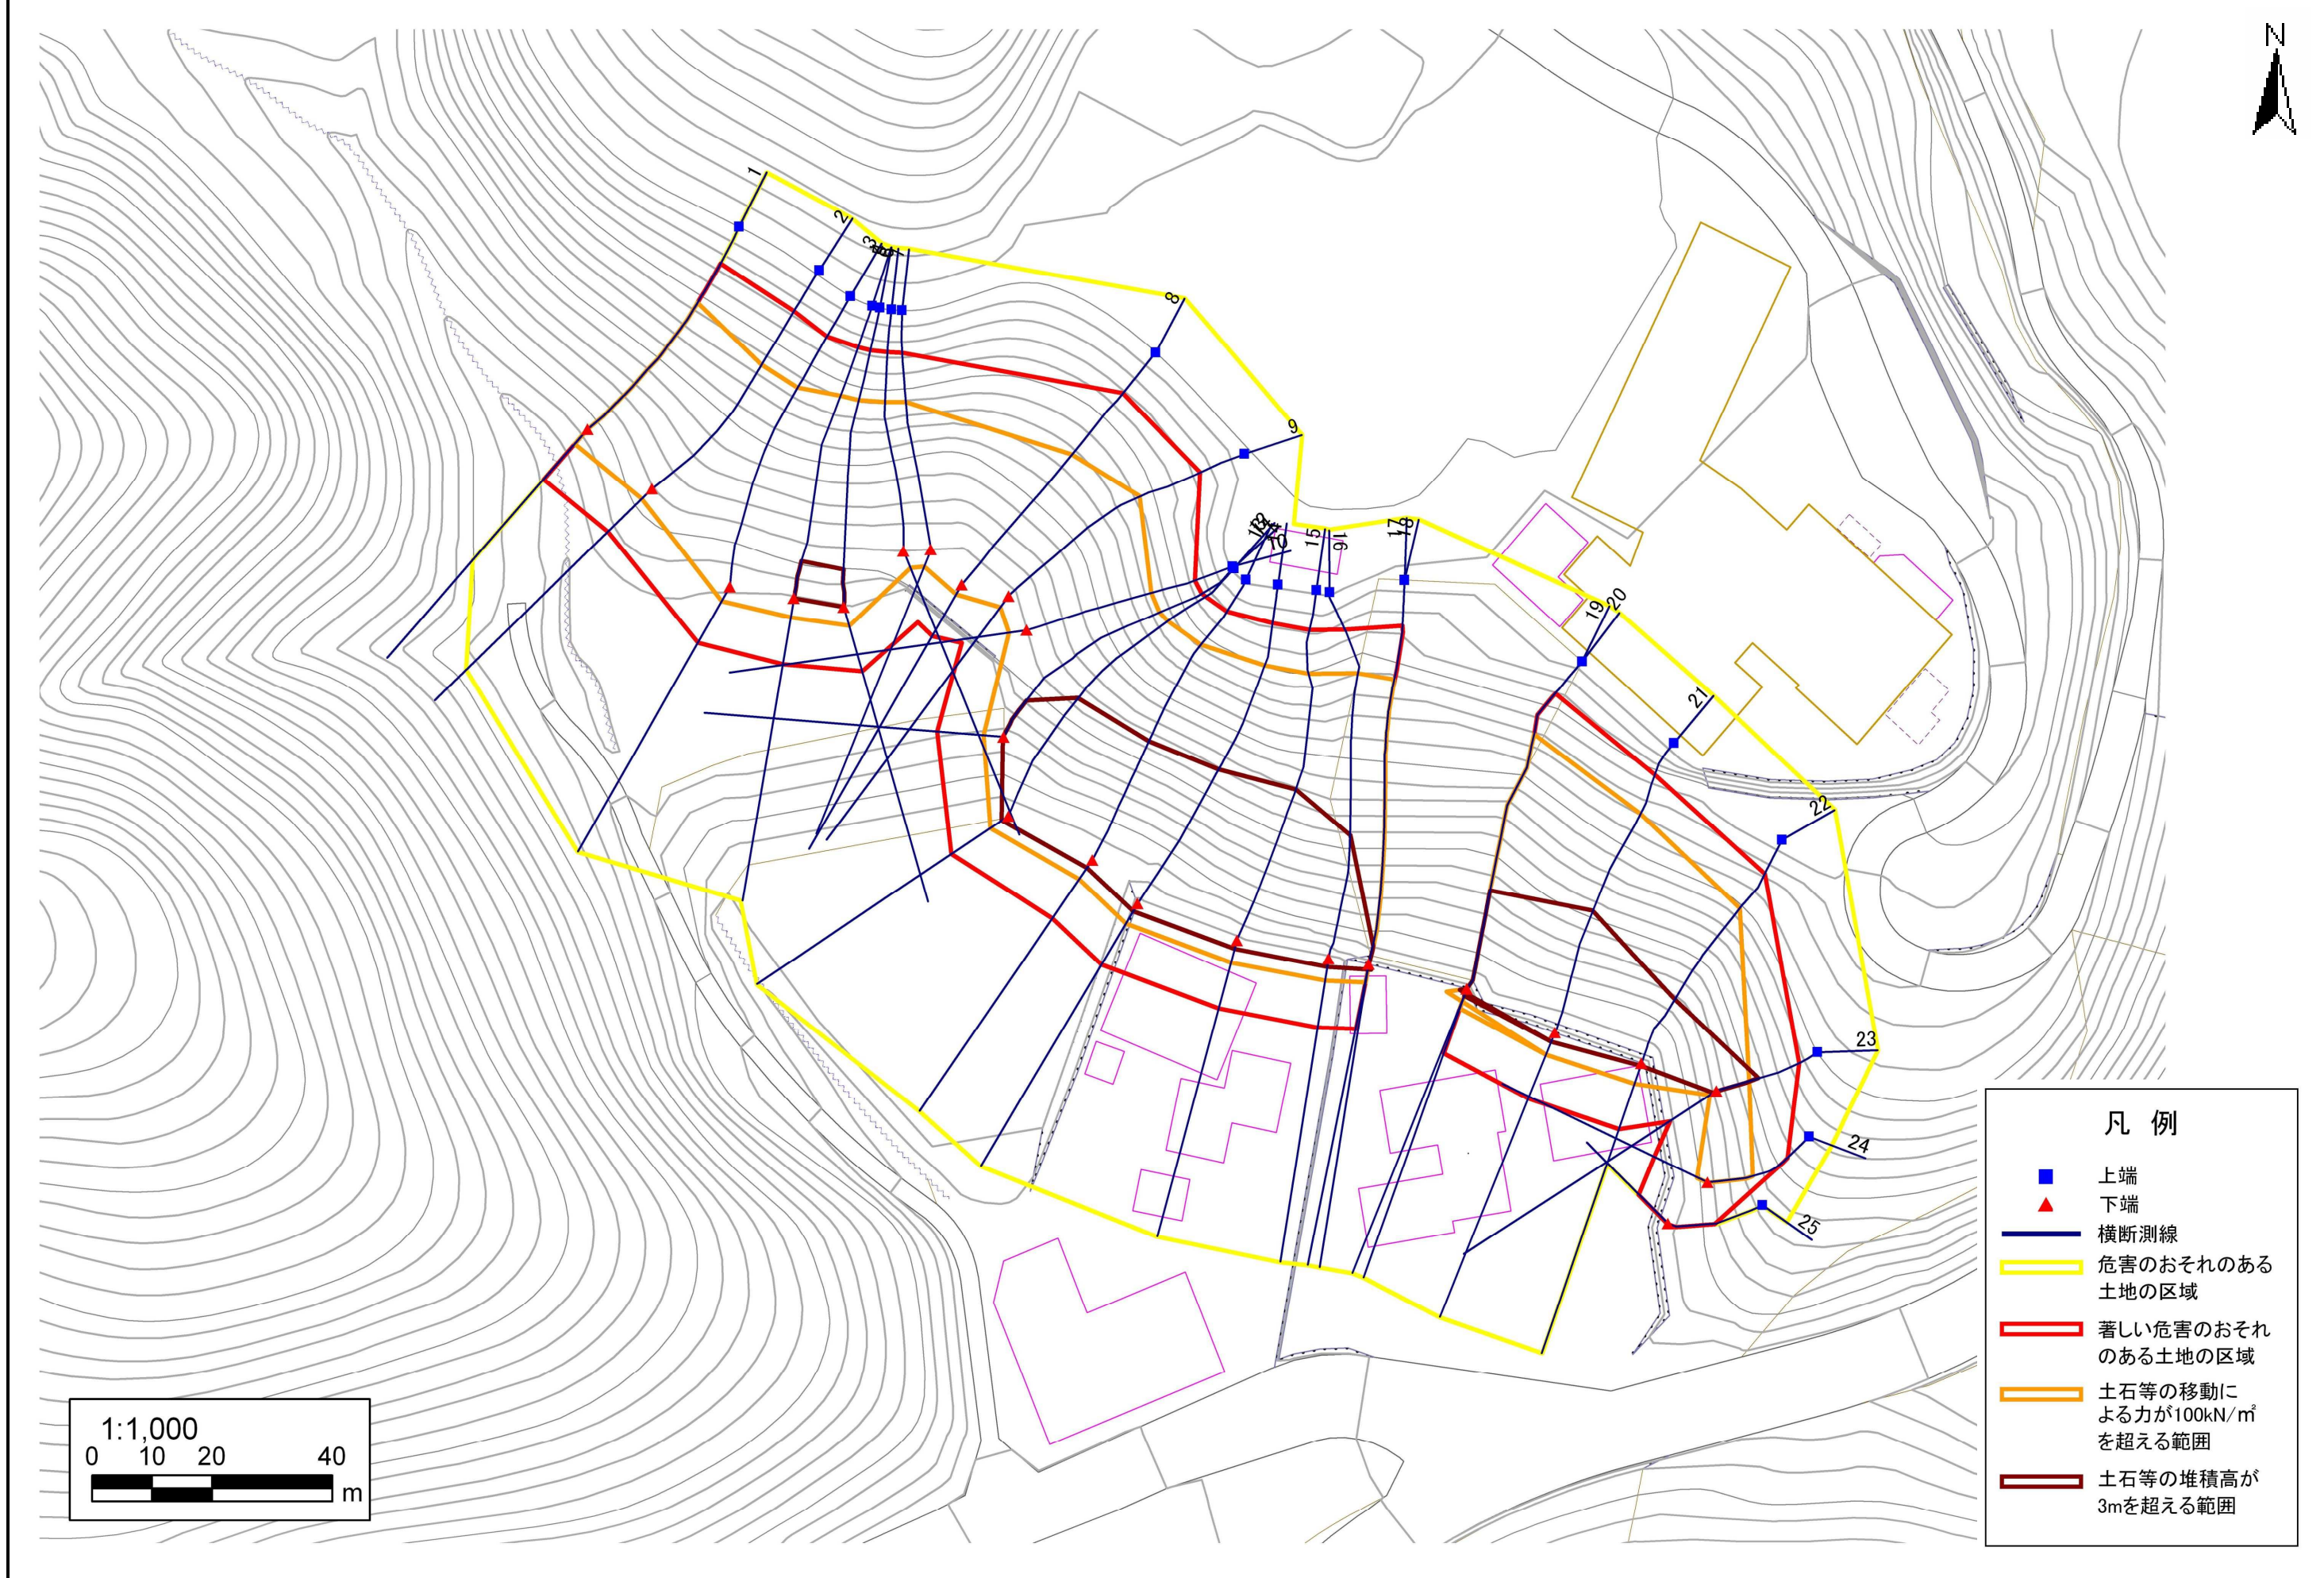 N
1
2
3
7
8
9
10
15
16
17
18
19
20
21
22
23
24
25
凡 例
上端
下端
横断測線
危害のおそれのある
土地の区域
著しい危害のおそれ
のある土地の区域
土石等の移動に
よる力が100kN/㎡
を超える範囲
土石等の堆積高が
3mを超える範囲
1:1,000
0 10 20 40
m